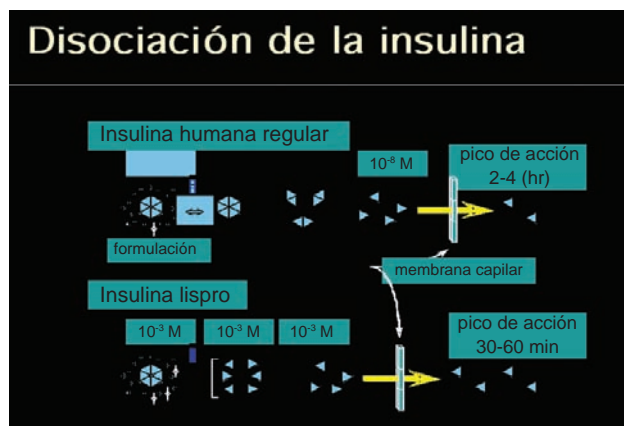 Disociación de la insulina
Insulina humana regular
10⁻⁸ M
pico de acción
2-4 (hr)
formulación
membrana capilar
Insulina lispro
10⁻³ M
10⁻³ M
10⁻³ M
pico de acción
30-60 min